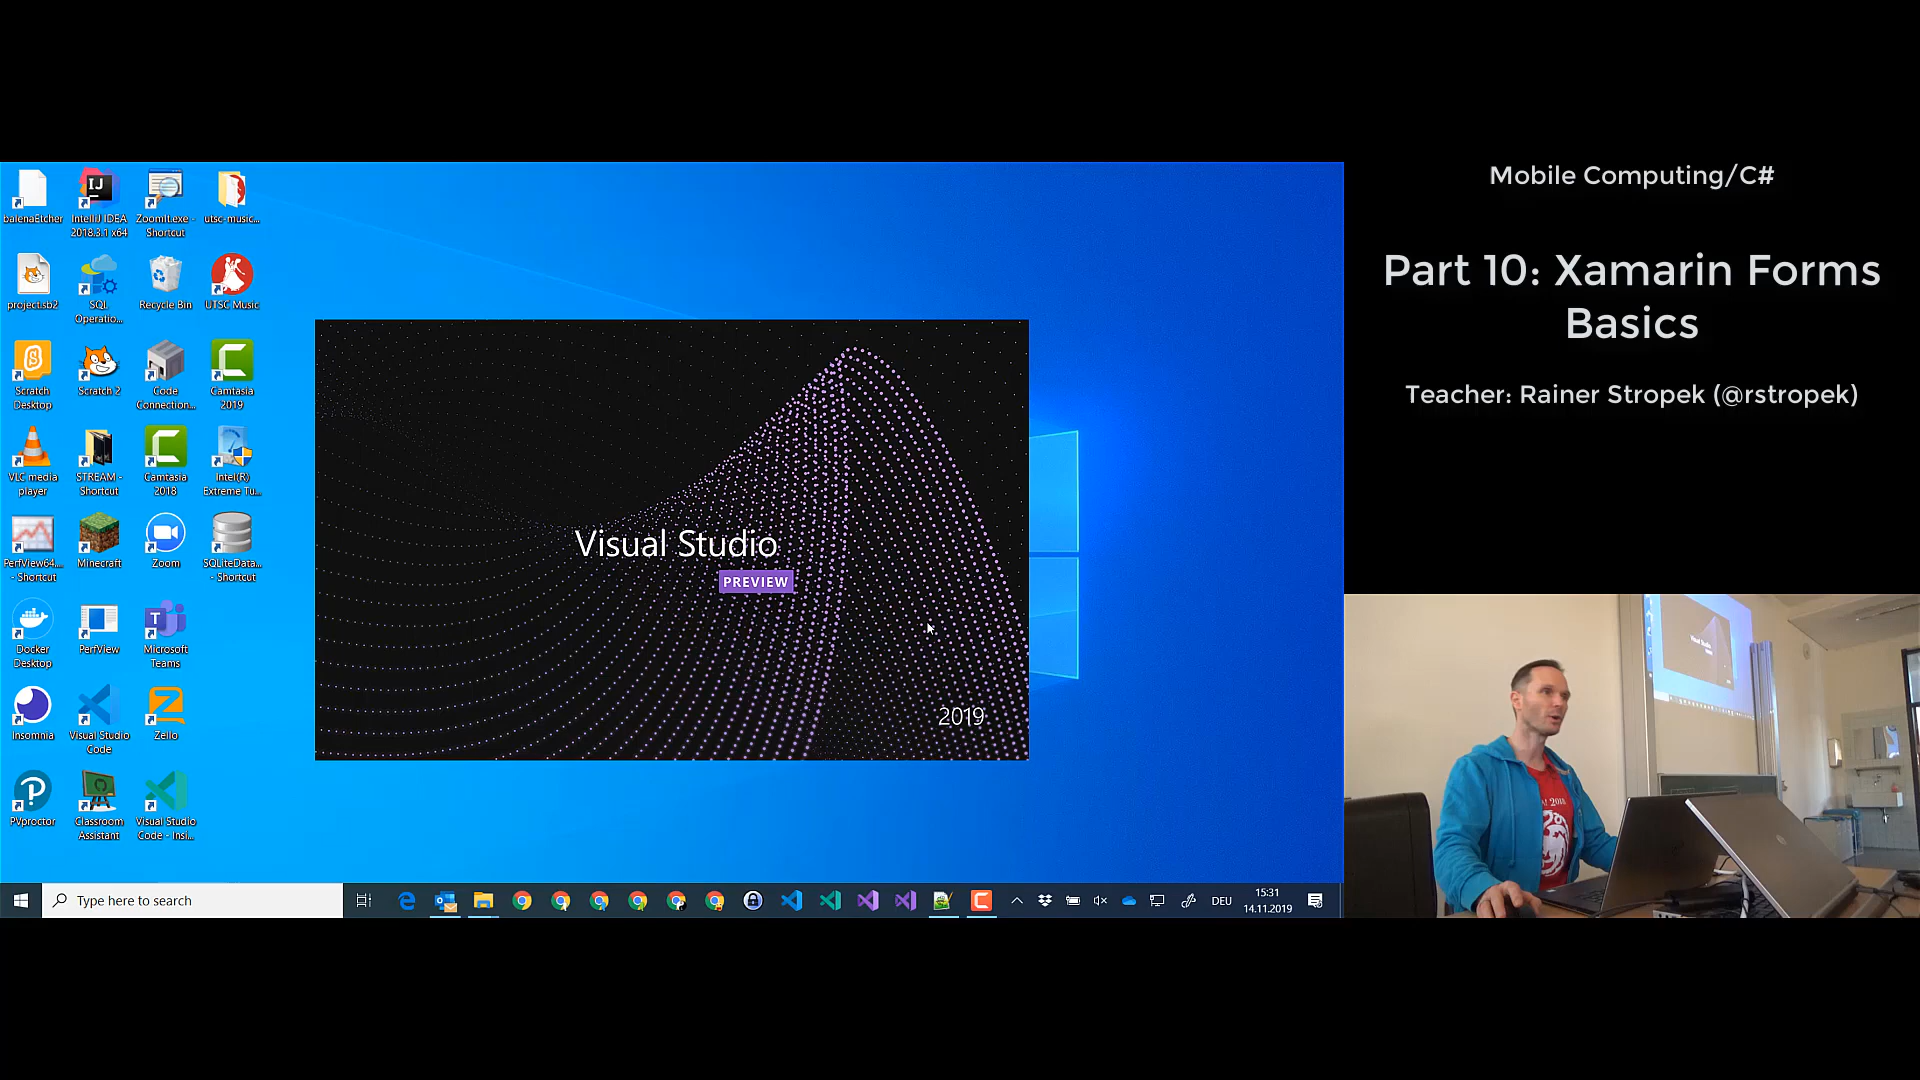 balenaEtcher
IntelliJ IDEA
2018.3.1 x64
ZoomIt.exe -
Shortcut
utsc-music...
project.sb2
SQL
Operatio...
Recycle Bin
UTSC Music
Scratch
Desktop
Scratch 2
Code
Connection...
Camtasia
2019
VLC media
player
STREAM -
Shortcut
Camtasia
2018
Intel(R)
Extreme Tu...
PerfView64....
- Shortcut
Minecraft
Zoom
SQLiteData...
- Shortcut
Docker
Desktop
PerfView
Microsoft
Teams
Insomnia
Visual Studio
Code
Zello
PVproctor
Classroom
Assistant
Visual Studio
Code - Insi...
Visual Studio
PREVIEW
2019
Type here to search
DEU
15:31
14.11.2019
Mobile Computing/C#
Part 10: Xamarin Forms
Basics
Teacher: Rainer Stropek (@rstropek)